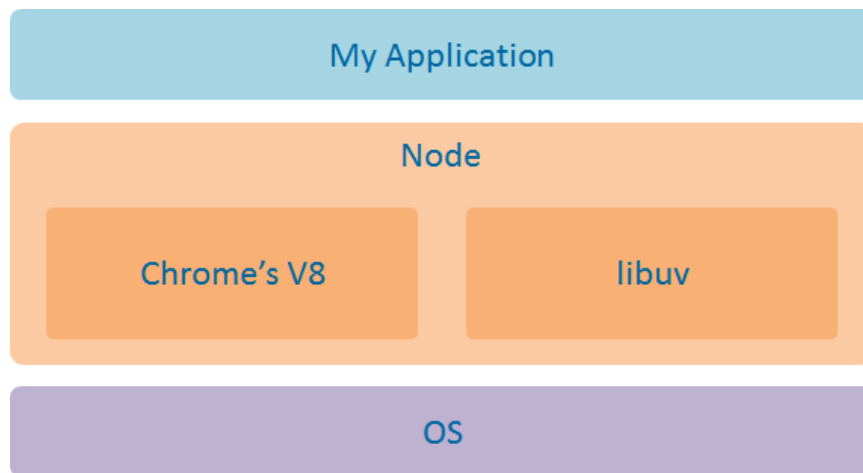 My Application
Node
Chrome’s V8
libuv
OS